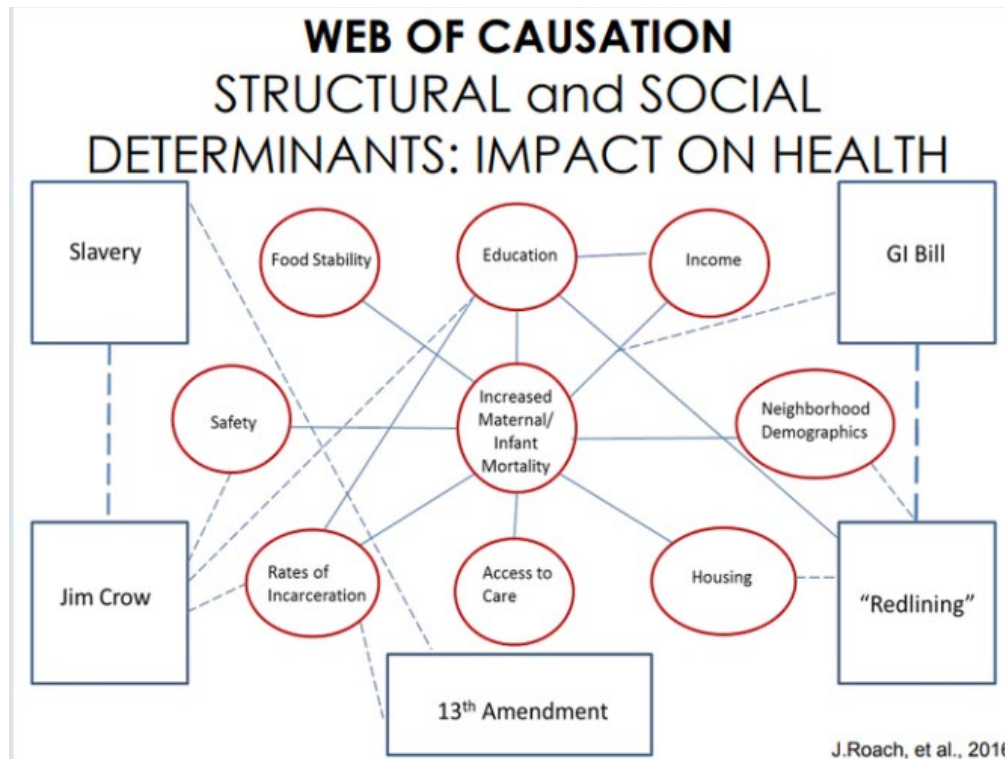 WEB OF CAUSATION
STRUCTURAL and SOCIAL
DETERMINANTS: IMPACT ON HEALTH
Slavery
Food Stability
Education
Income
GI Bill
Safety
Increased
Maternal/
Infant
Mortality
Neighborhood
Demographics
Jim Crow
Rates of
Incarceration
Access to
Care
Housing
“Redlining”
13th Amendment
J.Roach, et al., 2016